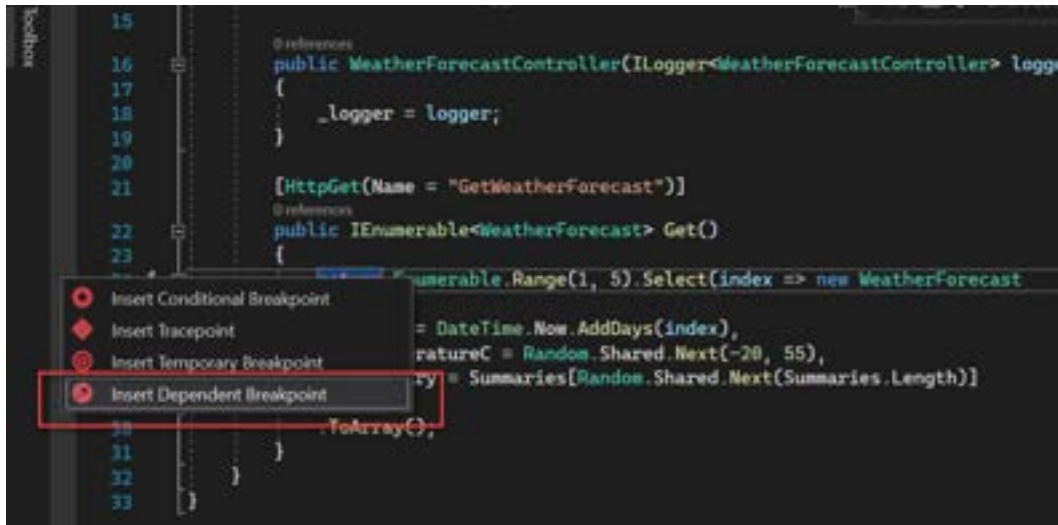 Toolbox
15
0 references
16 public WeatherForecastController(ILogger<WeatherForecastController> logge
17 {
18 _logger = logger;
19 }
20
21 [HttpGet(Name = "GetWeatherForecast")]
0 references
22 public IEnumerable<WeatherForecast> Get()
23 {
Enumerable.Range(1, 5).Select(index => new WeatherForecast
Insert Conditional Breakpoint
Insert Tracepoint
= DateTime.Now.AddDays(index),
Insert Temporary Breakpoint
ratureC = Random.Shared.Next(-20, 55),
Insert Dependent Breakpoint
ry = Summaries[Random.Shared.Next(Summaries.Length)]
30 .ToArray();
31 }
32 }
33 }